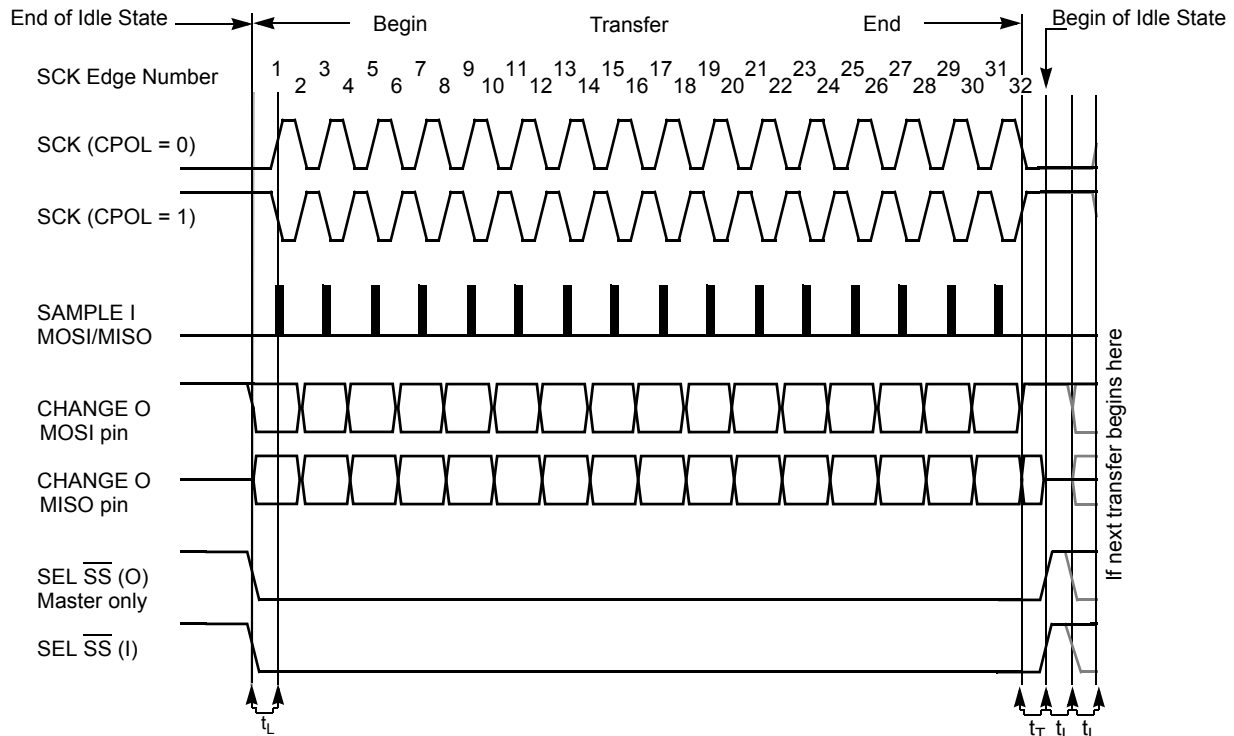 End of Idle State
Begin
Transfer
End
Begin of Idle State
SCK Edge Number
1 2 3 4 5 6 7 8 9 10 11 12 13 14 15 16 17 18 19 20 21 22 23 24 25 26 27 28 29 30 31 32
SCK (CPOL = 0)
SCK (CPOL = 1)
SAMPLE I
MOSI/MISO
CHANGE O
MOSI pin
CHANGE O
MISO pin
SEL SS (O)
Master only
SEL SS (I)
If next transfer begins here
tL
tT tI tL